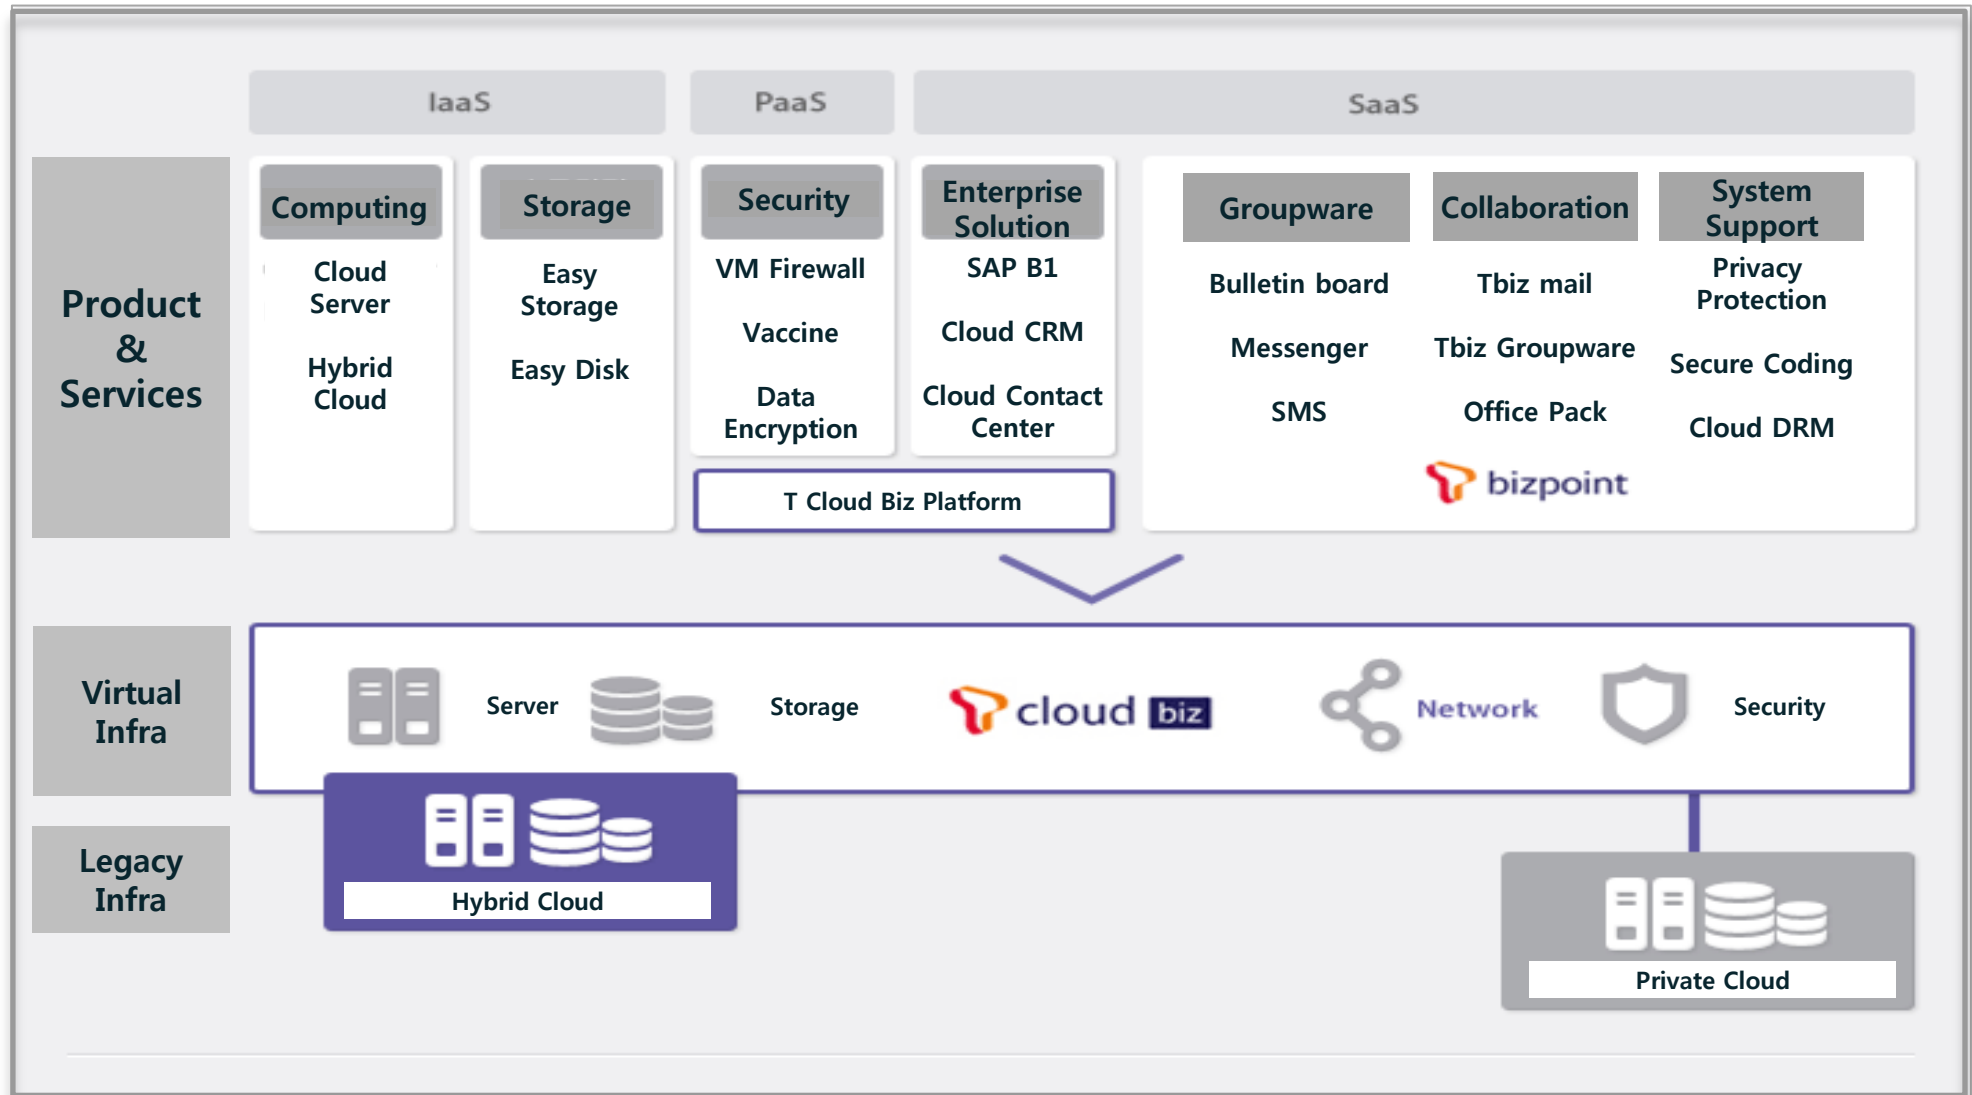 IaaS
PaaS
SaaS
Product
&
Services
Computing
Cloud
Server
Hybrid
Cloud
Storage
Easy
Storage
Easy Disk
Security
VM Firewall
Vaccine
Data
Encryption
Enterprise
Solution
SAP B1
Cloud CRM
Cloud Contact
Center
T Cloud Biz Platform
Groupware
Bulletin board
Messenger
SMS
Collaboration
Tbiz mail
Tbiz Groupware
Office Pack
System
Support
Privacy
Protection
Secure Coding
Cloud DRM
bizpoint
Virtual
Infra
Server
Storage
cloud biz
Network
Security
Legacy
Infra
Hybrid Cloud
Private Cloud